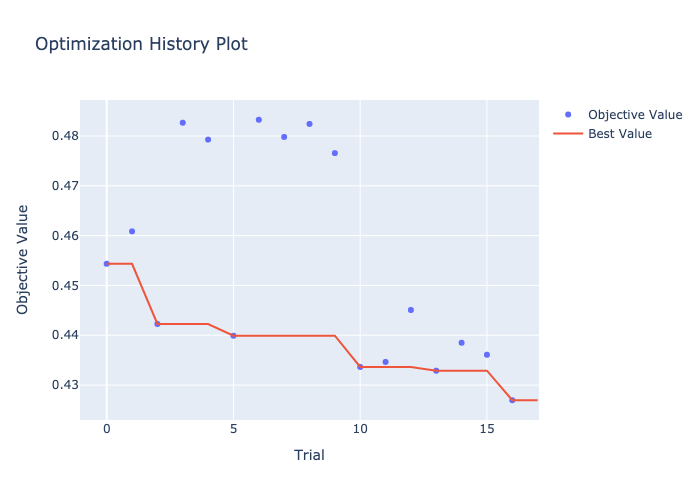 Optimization History Plot
Objective Value
Best Value
0.48
0.47
0.46
0.45
0.44
0.43
Objective Value
0
5
10
15
Trial